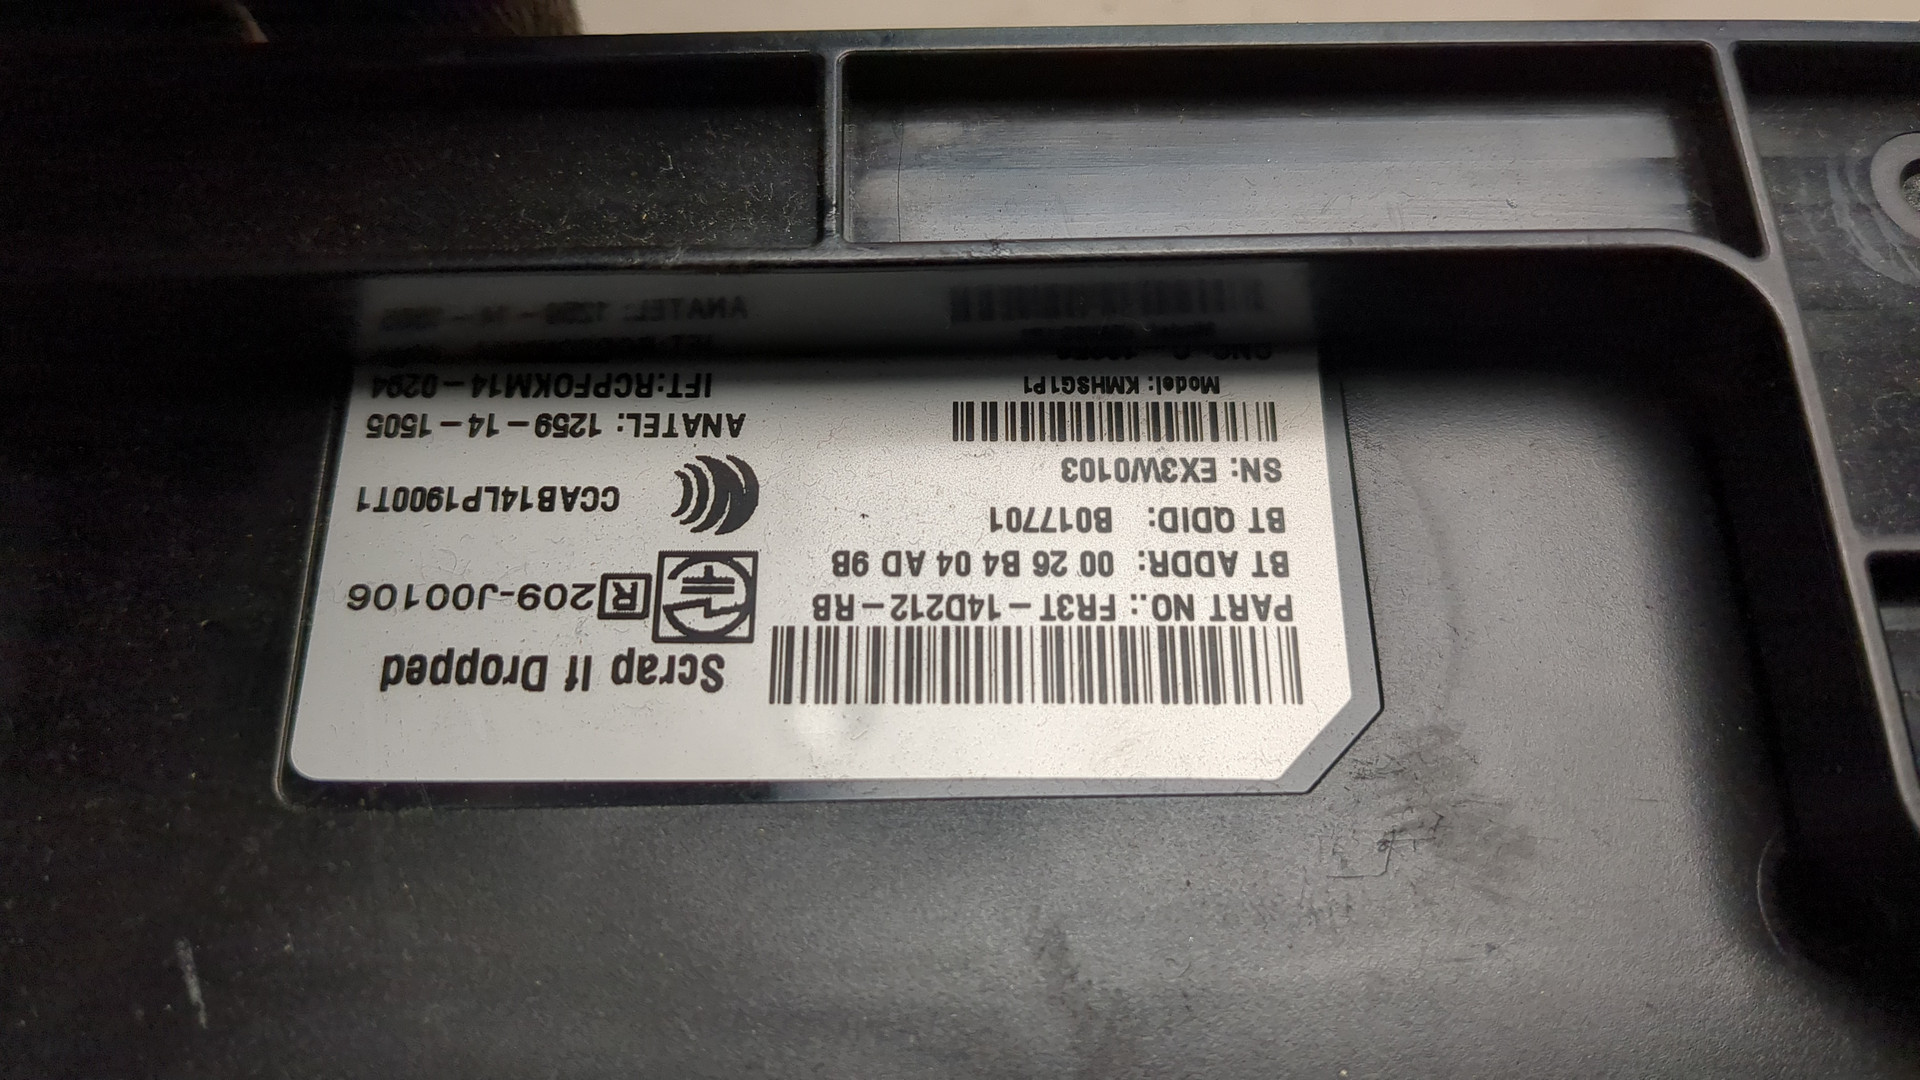 PART NO.: FR3T-14D212-RB
BT ADDR: 00 26 B4 04 AD 9B
BT QDID: B017701
SN: EX3W0103
Model: KMHSG1P1
Scrap If Dropped
R 209-J00106
CCAB14LP1900T1
ANATEL: 1259-14-1505
IFT:RCPFOKM14-0294